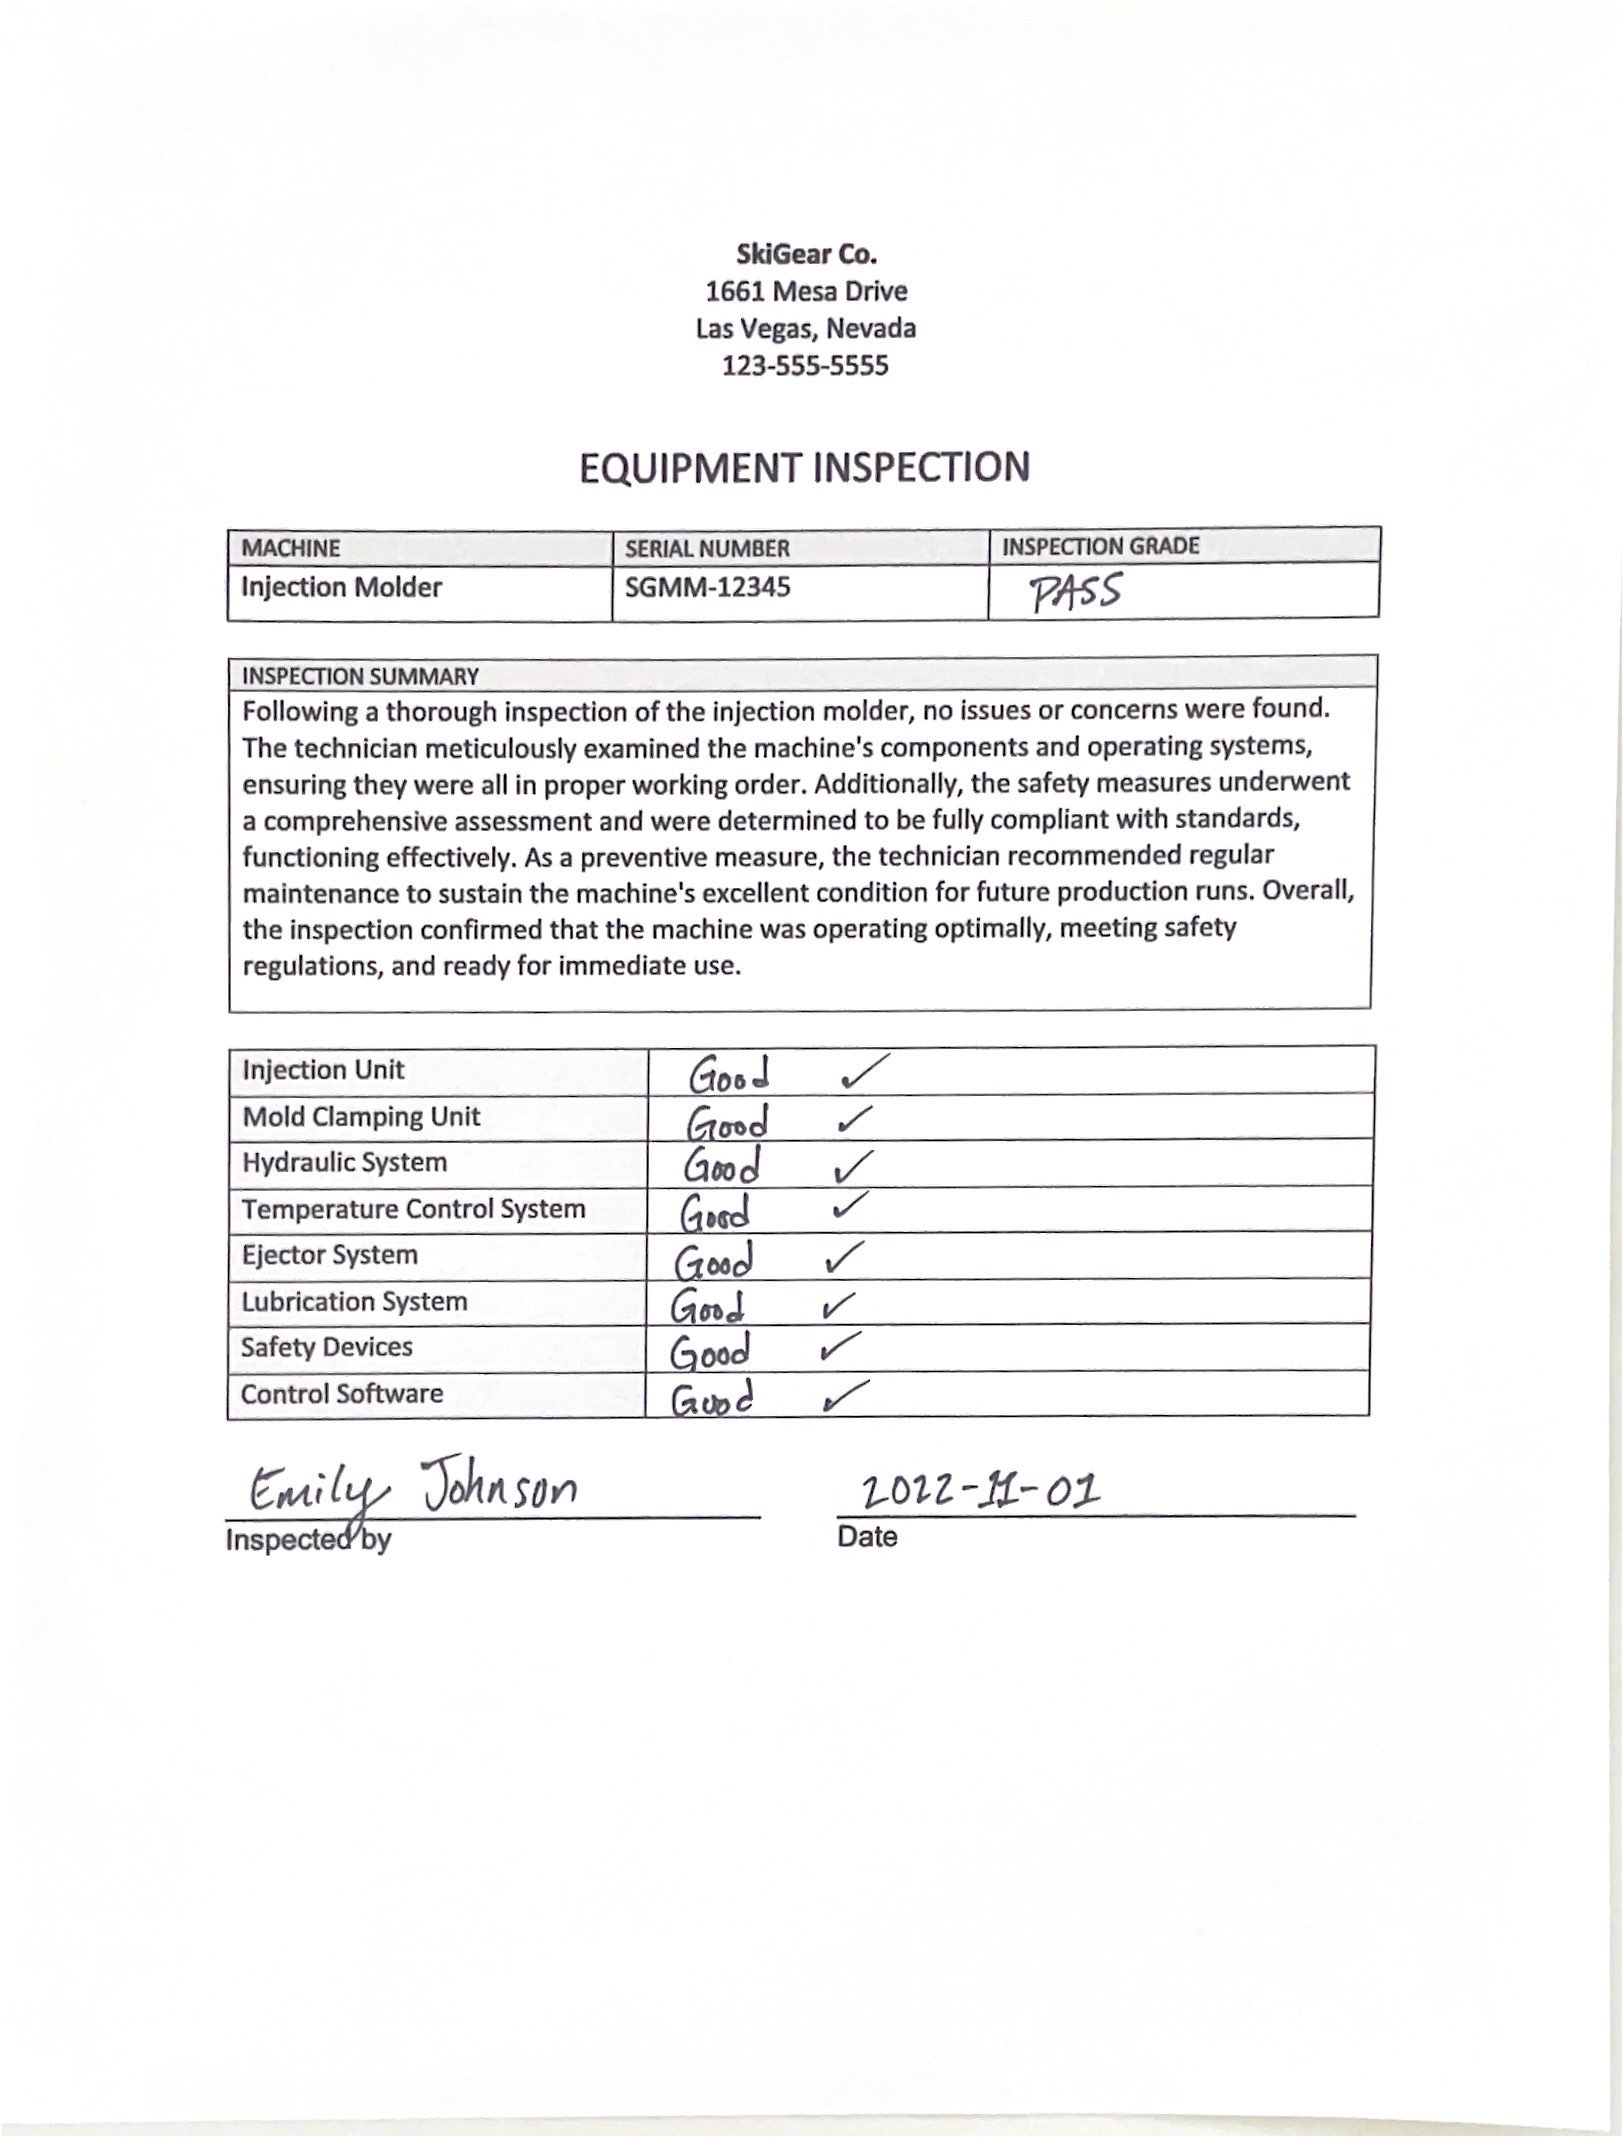 SkiGear Co.
1661 Mesa Drive
Las Vegas, Nevada
123-555-5555
EQUIPMENT INSPECTION
MACHINE SERIAL NUMBER INSPECTION GRADE
Injection Molder SGMM-12345 PASS
INSPECTION SUMMARY
Following a thorough inspection of the injection molder, no issues or concerns were found.
The technician meticulously examined the machine's components and operating systems,
ensuring they were all in proper working order. Additionally, the safety measures underwent
a comprehensive assessment and were determined to be fully compliant with standards,
functioning effectively. As a preventive measure, the technician recommended regular
maintenance to sustain the machine's excellent condition for future production runs. Overall,
the inspection confirmed that the machine was operating optimally, meeting safety
regulations, and ready for immediate use.
Injection Unit Good ✓
Mold Clamping Unit Good ✓
Hydraulic System Good ✓
Temperature Control System Good ✓
Ejector System Good ✓
Lubrication System Good ✓
Safety Devices Good ✓
Control Software Good ✓
Emily Johnson 2022-11-01
Inspected by Date